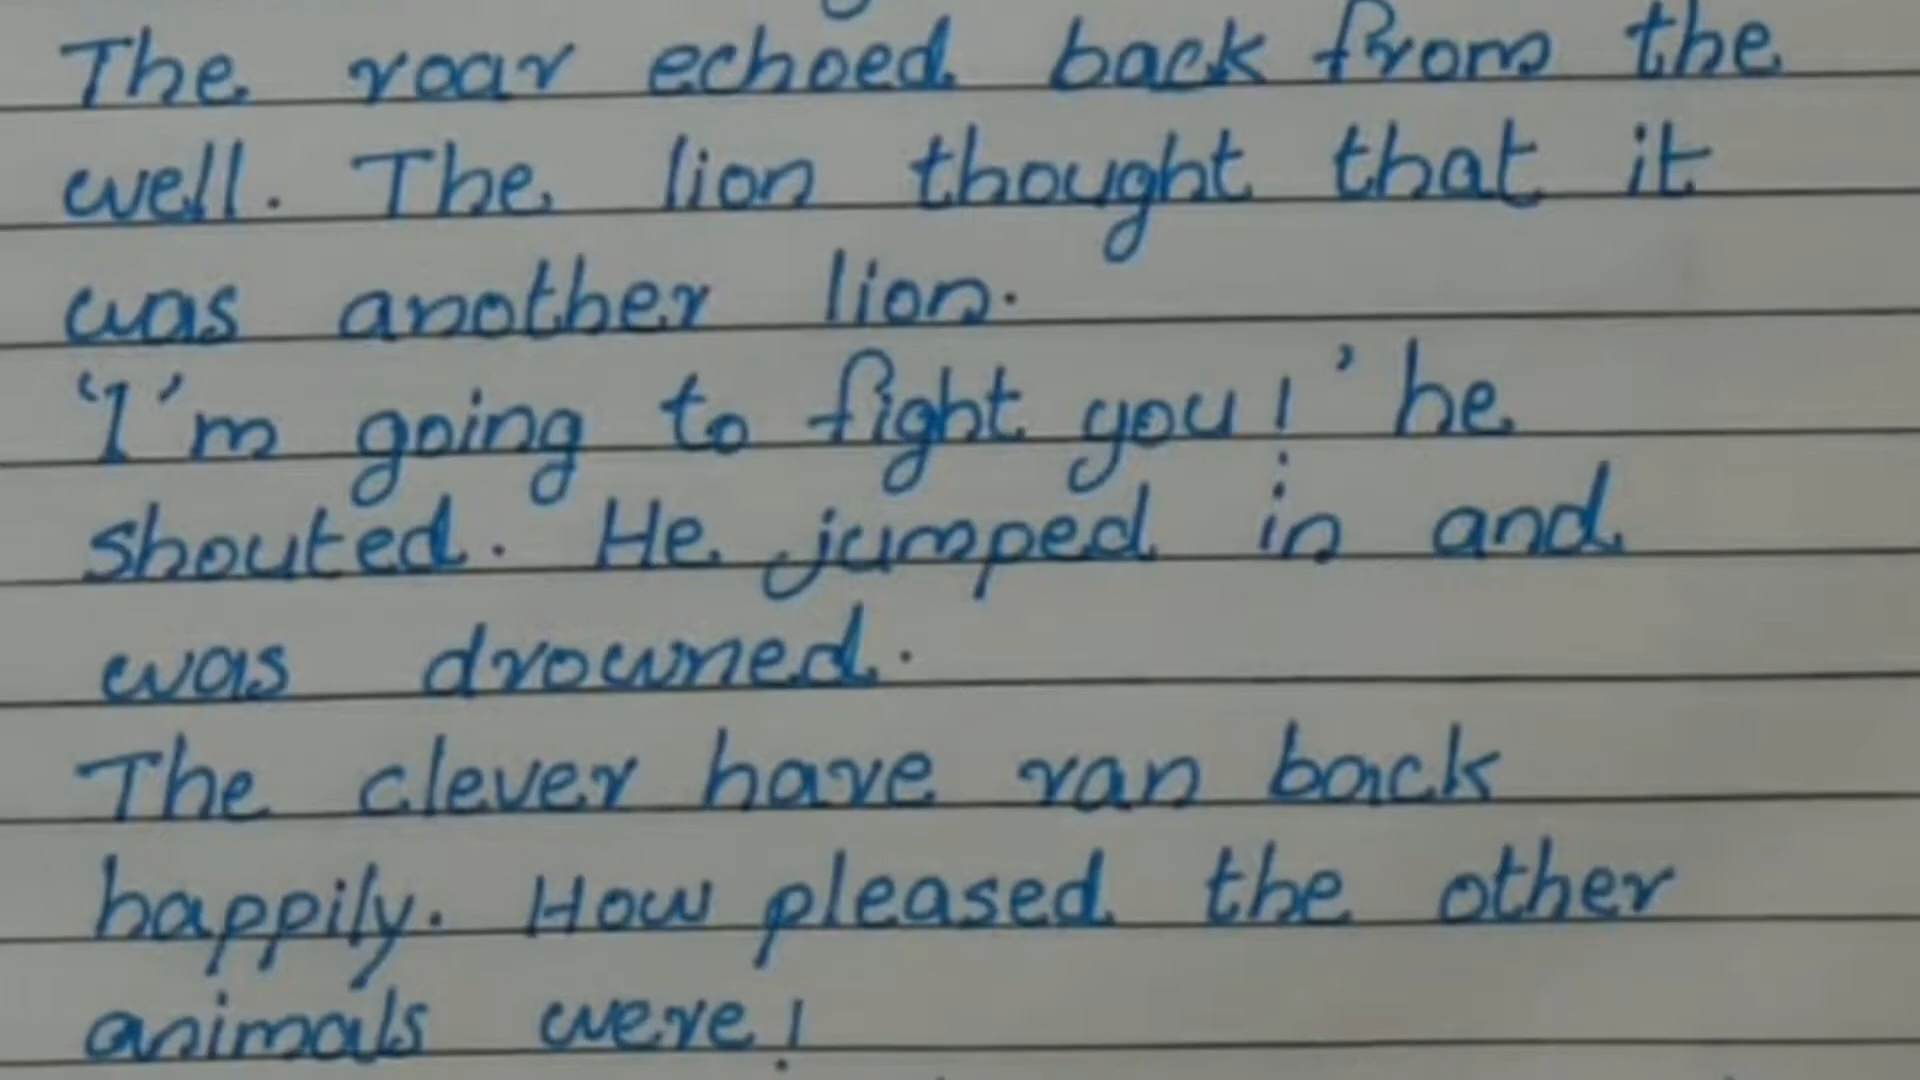 The roar echoed back from the
well. The lion thought that it
was another lion.
'I'm going to fight you!' he
shouted. He jumped in and
was drowned.
The clever hare ran back
happily. How pleased the other
animals were!